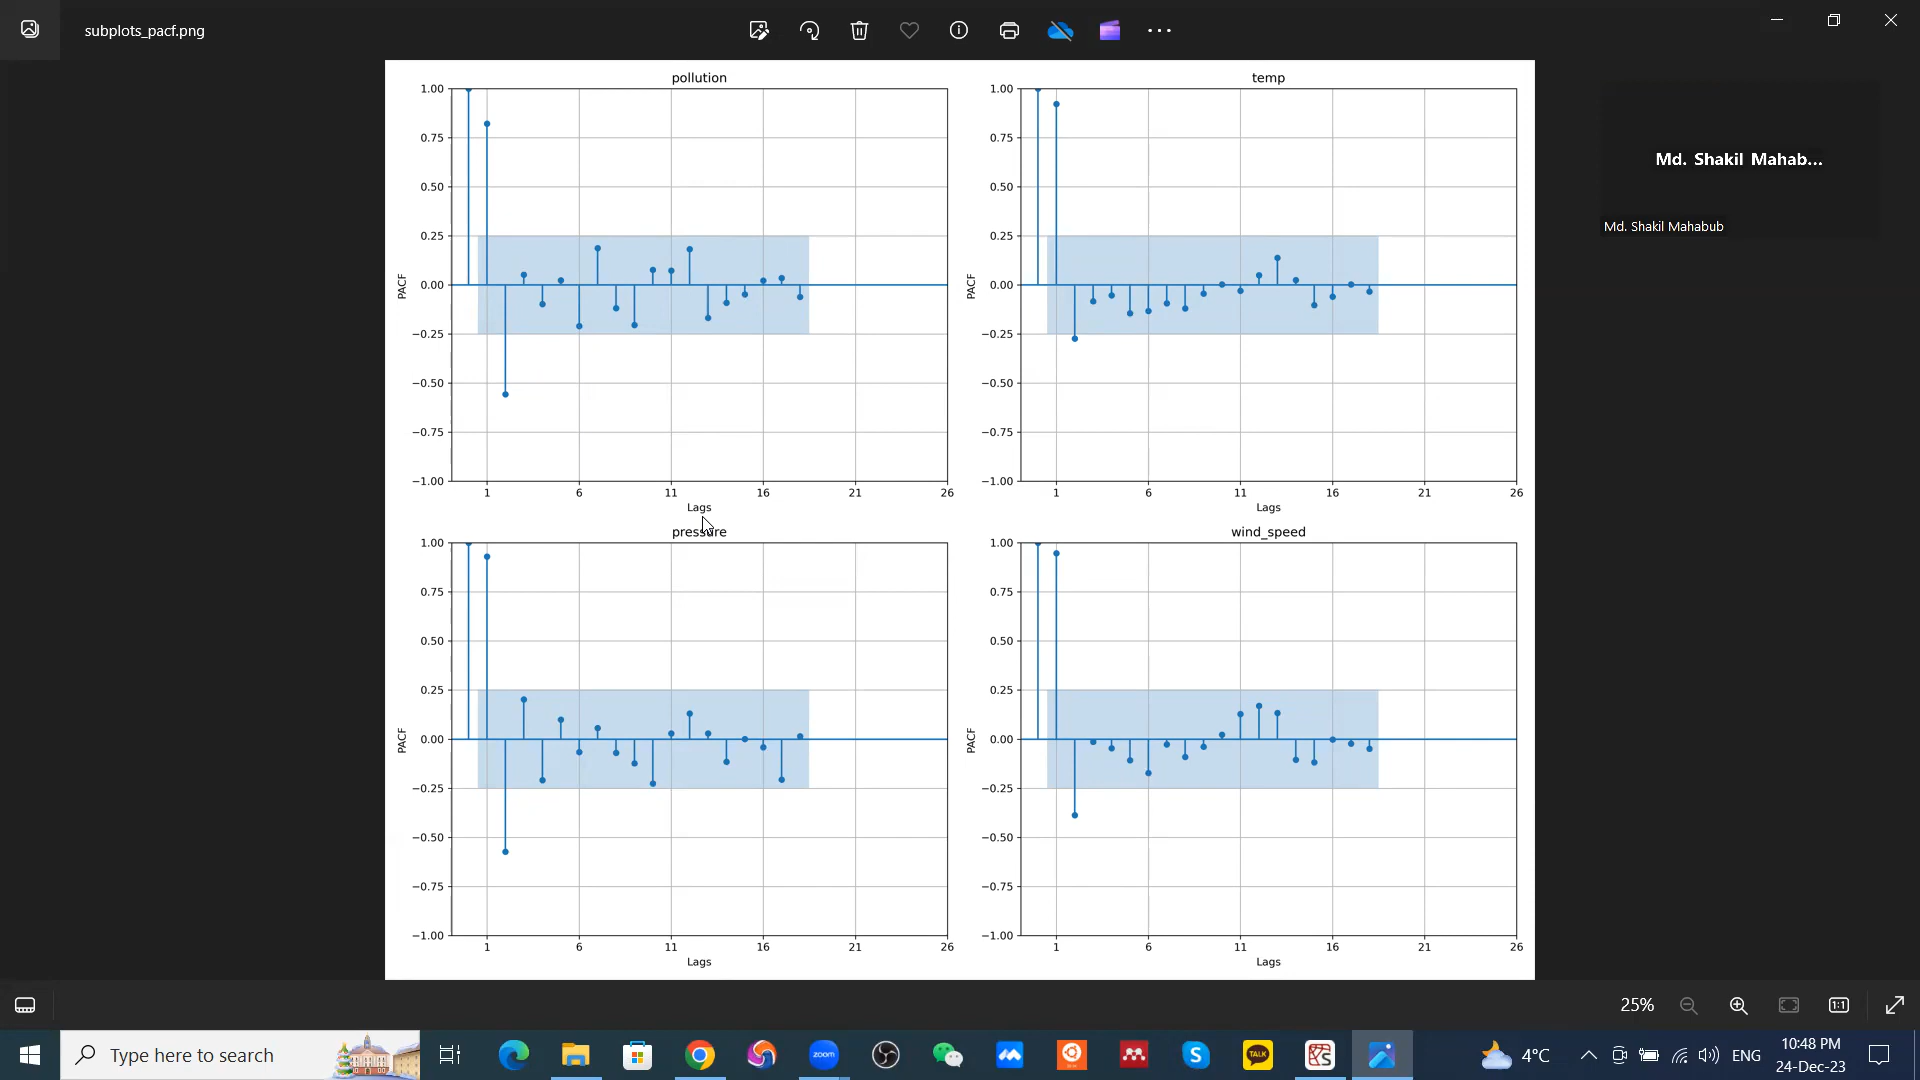 subplots_pacf.png
Md. Shakil Mahab...
Md. Shakil Mahabub
pollution
1.00
0.75
0.50
0.25
0.00
−0.25
−0.50
−0.75
−1.00
PACF
1 6 11 16 21 26
Lags
temp
1.00
0.75
0.50
0.25
0.00
−0.25
−0.50
−0.75
−1.00
PACF
1 6 11 16 21 26
Lags
pressure
1.00
0.75
0.50
0.25
0.00
−0.25
−0.50
−0.75
−1.00
PACF
1 6 11 16 21 26
Lags
wind_speed
1.00
0.75
0.50
0.25
0.00
−0.25
−0.50
−0.75
−1.00
PACF
1 6 11 16 21 26
Lags
25%
1:1
Type here to search
zoom
S
TALK
4°C
ENG
10:48 PM
24-Dec-23